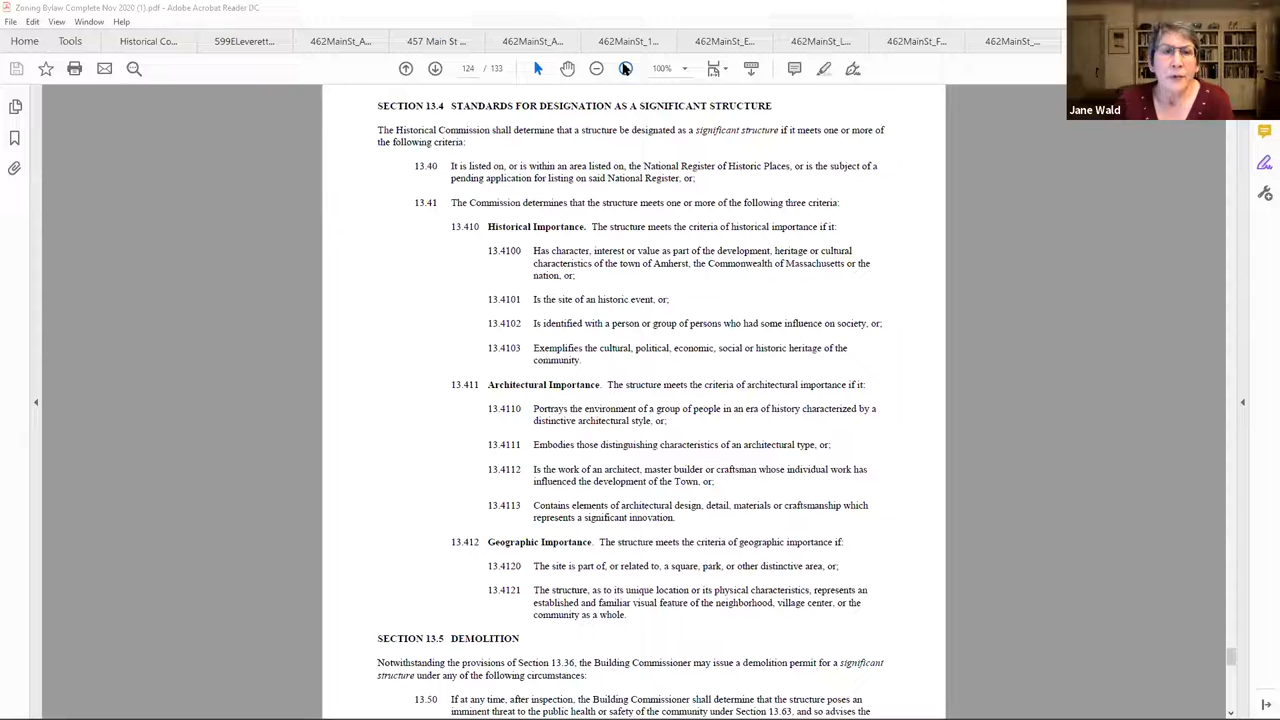 Zoning Bylaw Complete Nov 2020 (1).pdf - Adobe Acrobat Reader DC
File Edit View Window Help
Home Tools Historical Co... 599ELeverett... 462MainSt_A... 457 Main St ... 462MainSt_A... 462MainSt_1... 462MainSt_E... 462MainSt_L... 462MainSt_F... 462MainSt_...
124 / 133 100%
Jane Wald
SECTION 13.4 STANDARDS FOR DESIGNATION AS A SIGNIFICANT STRUCTURE
The Historical Commission shall determine that a structure be designated as a significant structure if it meets one or more of
the following criteria:
13.40 It is listed on, or is within an area listed on, the National Register of Historic Places, or is the subject of a
pending application for listing on said National Register, or;
13.41 The Commission determines that the structure meets one or more of the following three criteria:
13.410 Historical Importance. The structure meets the criteria of historical importance if it:
13.4100 Has character, interest or value as part of the development, heritage or cultural
characteristics of the town of Amherst, the Commonwealth of Massachusetts or the
nation, or;
13.4101 Is the site of an historic event, or;
13.4102 Is identified with a person or group of persons who had some influence on society, or;
13.4103 Exemplifies the cultural, political, economic, social or historic heritage of the
community.
13.411 Architectural Importance. The structure meets the criteria of architectural importance if it:
13.4110 Portrays the environment of a group of people in an era of history characterized by a
distinctive architectural style, or;
13.4111 Embodies those distinguishing characteristics of an architectural type, or;
13.4112 Is the work of an architect, master builder or craftsman whose individual work has
influenced the development of the Town, or;
13.4113 Contains elements of architectural design, detail, materials or craftsmanship which
represents a significant innovation.
13.412 Geographic Importance. The structure meets the criteria of geographic importance if:
13.4120 The site is part of, or related to, a square, park, or other distinctive area, or;
13.4121 The structure, as to its unique location or its physical characteristics, represents an
established and familiar visual feature of the neighborhood, village center, or the
community as a whole.
SECTION 13.5 DEMOLITION
Notwithstanding the provisions of Section 13.36, the Building Commissioner may issue a demolition permit for a significant
structure under any of the following circumstances:
13.50 If at any time, after inspection, the Building Commissioner shall determine that the structure poses an
imminent threat to the public health or safety of the community under Section 13.63, and so advises the